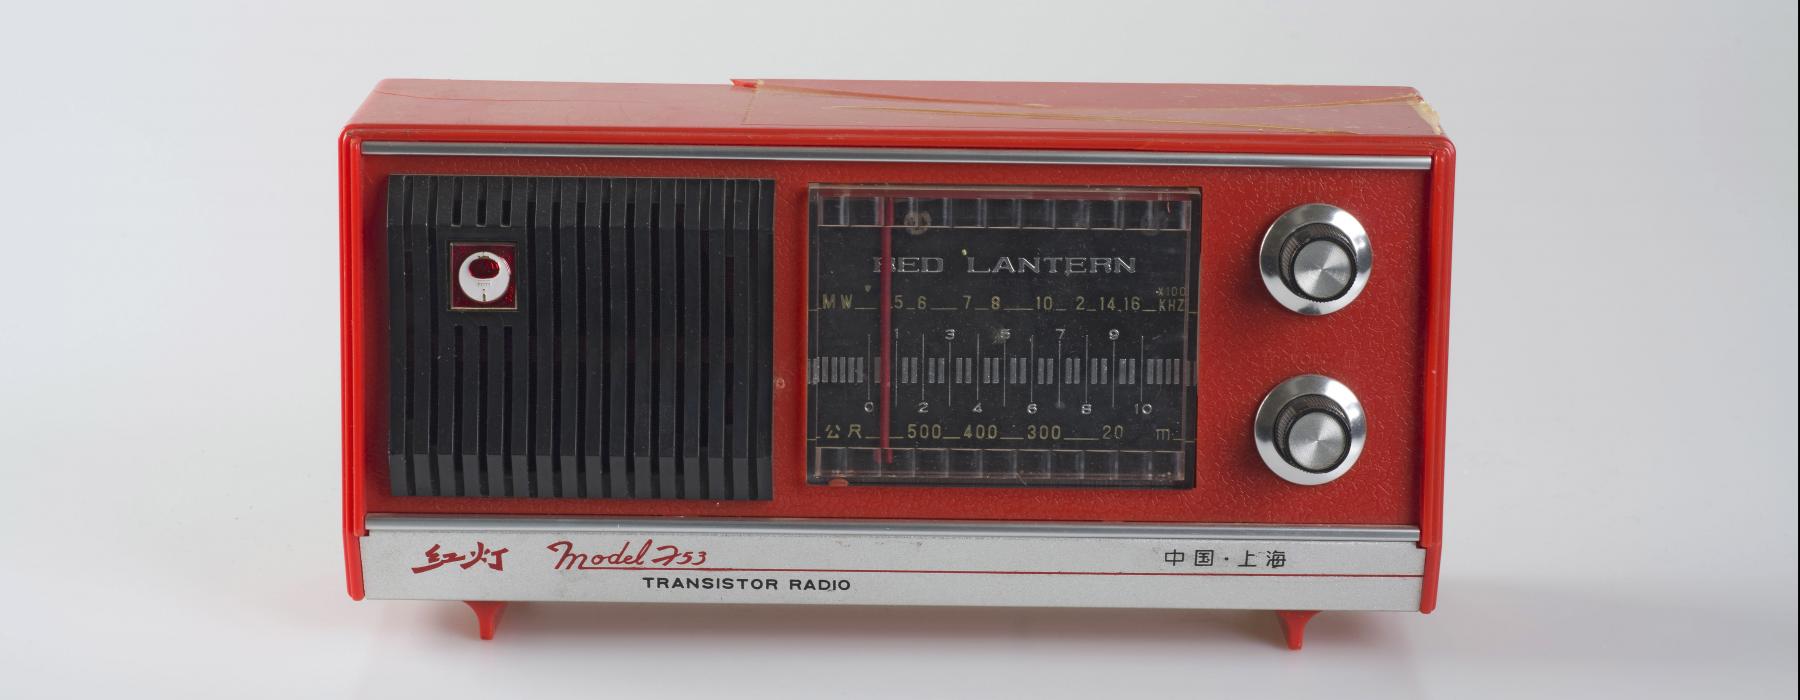 RED LANTERN
MW 5 6 7 8 10 2 14 16 X100 KHZ
1 3 5 7 9
0 2 4 6 8 10
公尺 500 400 300 20 m
红灯 Model 753 中国·上海
TRANSISTOR RADIO